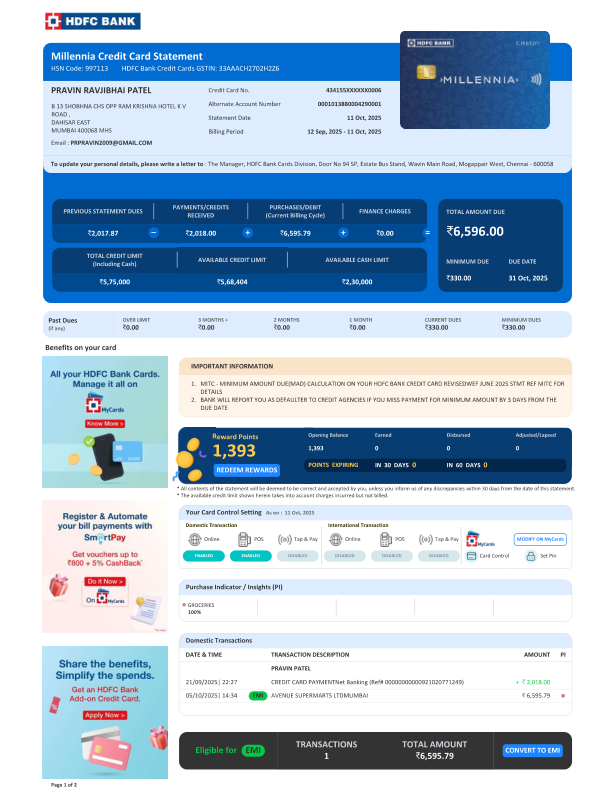 HDFC BANK
Millennia Credit Card Statement
HSN Code: 997113 HDFC Bank Credit Cards GSTIN: 33AAACH2702H2Z6
HDFC BANK CREDIT
MILLENNIA
PRAVIN RAVJIBHAI PATEL
B 13 SHOBHNA CHS OPP RAM KRISHNA HOTEL K V
ROAD ,
DAHISAR EAST
MUMBAI 400068 MHS
Email : PRPRAVIN2009@GMAIL.COM
Credit Card No. 434155XXXXXX0006
Alternate Account Number 0001013880004290001
Statement Date 11 Oct, 2025
Billing Period 12 Sep, 2025 - 11 Oct, 2025
To update your personal details, please write a letter to : The Manager, HDFC Bank Cards Division, Door No 94 SP, Estate Bus Stand, Wavin Main Road, Mogappair West, Chennai - 600058
PREVIOUS STATEMENT DUES
₹2,017.87
−
PAYMENTS/CREDITS
RECEIVED
₹2,018.00
+
PURCHASES/DEBIT
(Current Billing Cycle)
₹6,595.79
+
FINANCE CHARGES
₹0.00
=
TOTAL AMOUNT DUE
₹6,596.00
MINIMUM DUE DUE DATE
₹330.00 31 Oct, 2025
TOTAL CREDIT LIMIT
(Including Cash)
₹5,75,000
AVAILABLE CREDIT LIMIT
₹5,68,404
AVAILABLE CASH LIMIT
₹2,30,000
Past Dues
(If any)
OVER LIMIT 3 MONTHS + 2 MONTHS 1 MONTH CURRENT DUES MINIMUM DUES
₹0.00 ₹0.00 ₹0.00 ₹0.00 ₹330.00 ₹330.00
Benefits on your card
All your HDFC Bank Cards.
Manage it all on
MyCards
Know More >
IMPORTANT INFORMATION
1. MITC - MINIMUM AMOUNT DUE(MAD) CALCULATION ON YOUR HDFC BANK CREDIT CARD REVISEDWEF JUNE 2025 STMT REF MITC FOR
DETAILS
2. BANK WILL REPORT YOU AS DEFAULTER TO CREDIT AGENCIES IF YOU MISS PAYMENT FOR MINIMUM AMOUNT BY 3 DAYS FROM THE
DUE DATE
Reward Points
1,393
REDEEM REWARDS
Opening Balance Earned Disbursed Adjusted/Lapsed
1,393 0 0 0
POINTS EXPIRING IN 30 DAYS 0 IN 60 DAYS 0
* All contents of the statement will be deemed to be correct and accepted by you, unless you inform us of any discrepancies within 30 days from the date of this statement.
* The available credit limit shown herein takes into account charges incurred but not billed.
Register & Automate
your bill payments with
SmartPay
Get vouchers up to
₹800 + 5% CashBack*
Do It Now >
On MyCards
Your Card Control Setting As on : 11 Oct, 2025
Domestic Transaction International Transaction
Online POS Tap & Pay Online POS Tap & Pay MyCards MODIFY ON MyCards
ENABLED ENABLED DISABLED DISABLED DISABLED DISABLED Card Control Set Pin
Purchase Indicator / Insights (PI)
GROCERIES
100%
Domestic Transactions
DATE & TIME TRANSACTION DESCRIPTION AMOUNT PI
PRAVIN PATEL
21/09/2025| 22:27 CREDIT CARD PAYMENTNet Banking (Ref# 00000000000921020771249) + ₹ 2,018.00
05/10/2025| 14:34 EMI AVENUE SUPERMARTS LTDMUMBAI ₹ 6,595.79
Share the benefits,
Simplify the spends.
Get an HDFC Bank
Add-on Credit Card.
Apply Now >
Eligible for EMI
TRANSACTIONS
1
TOTAL AMOUNT
₹6,595.79
CONVERT TO EMI
Page 1 of 2